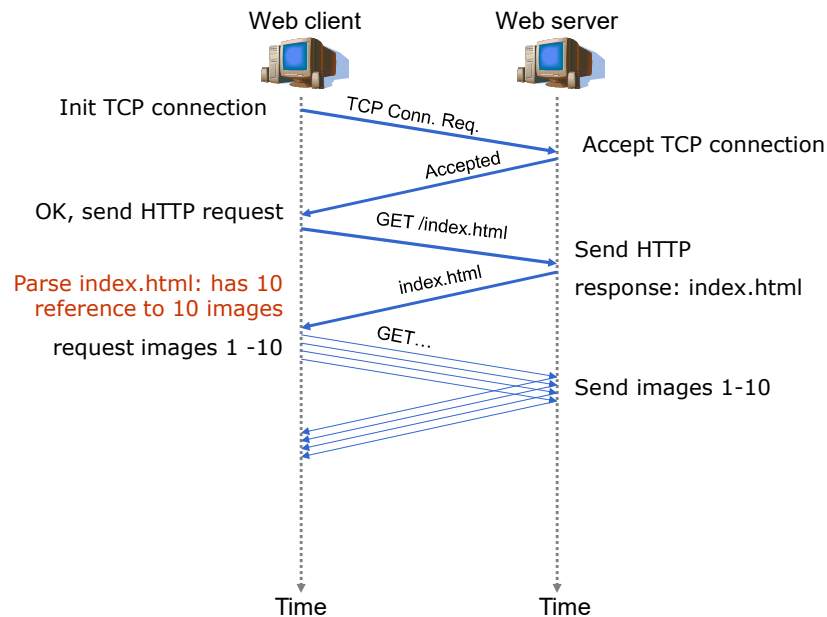 Web client
Web server
Init TCP connection
TCP Conn. Req.
Accept TCP connection
Accepted
OK, send HTTP request
GET /index.html
Send HTTP
response: index.html
index.html
Parse index.html: has 10
reference to 10 images
request images 1 -10
GET…
Send images 1-10
Time
Time